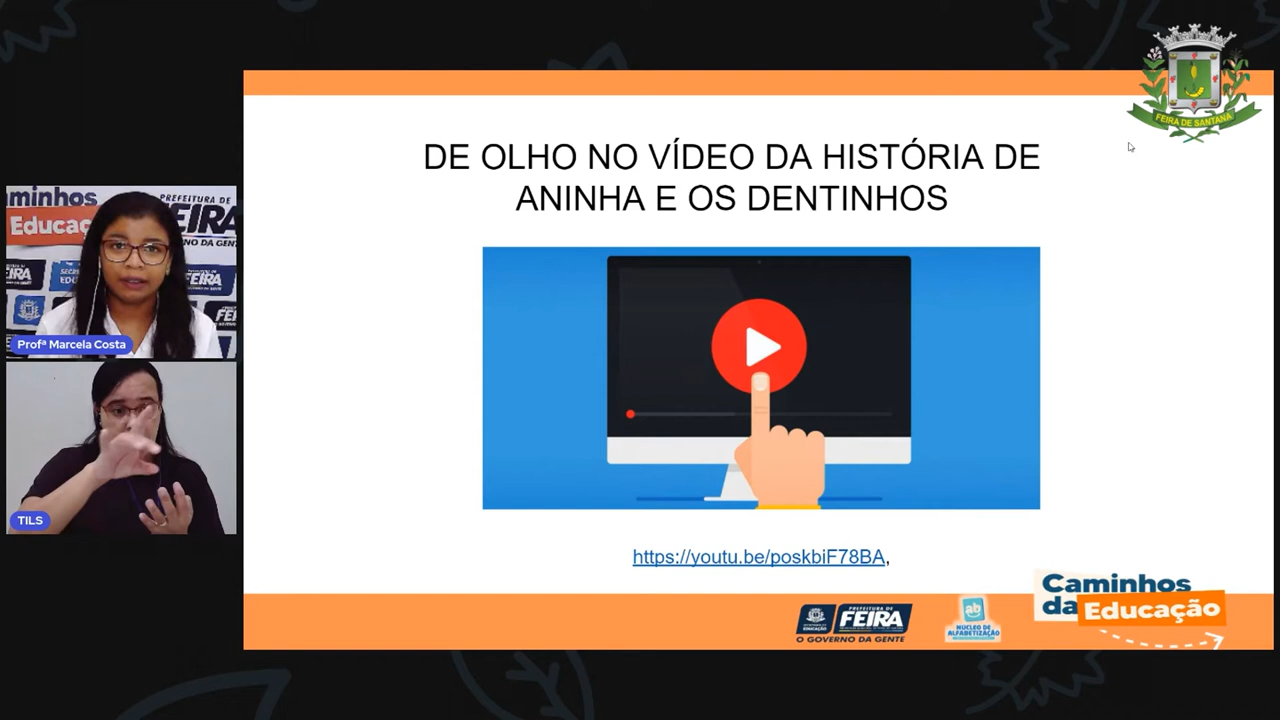 FEIRA DE SANTANA
DE OLHO NO VÍDEO DA HISTÓRIA DE
ANINHA E OS DENTINHOS
https://youtu.be/poskbiF78BA,
Profª Marcela Costa
TILS
PREFEITURA DE
FEIRA
O GOVERNO DA GENTE
ab
NÚCLEO DE
ALFABETIZAÇÃO
Caminhos
da Educação